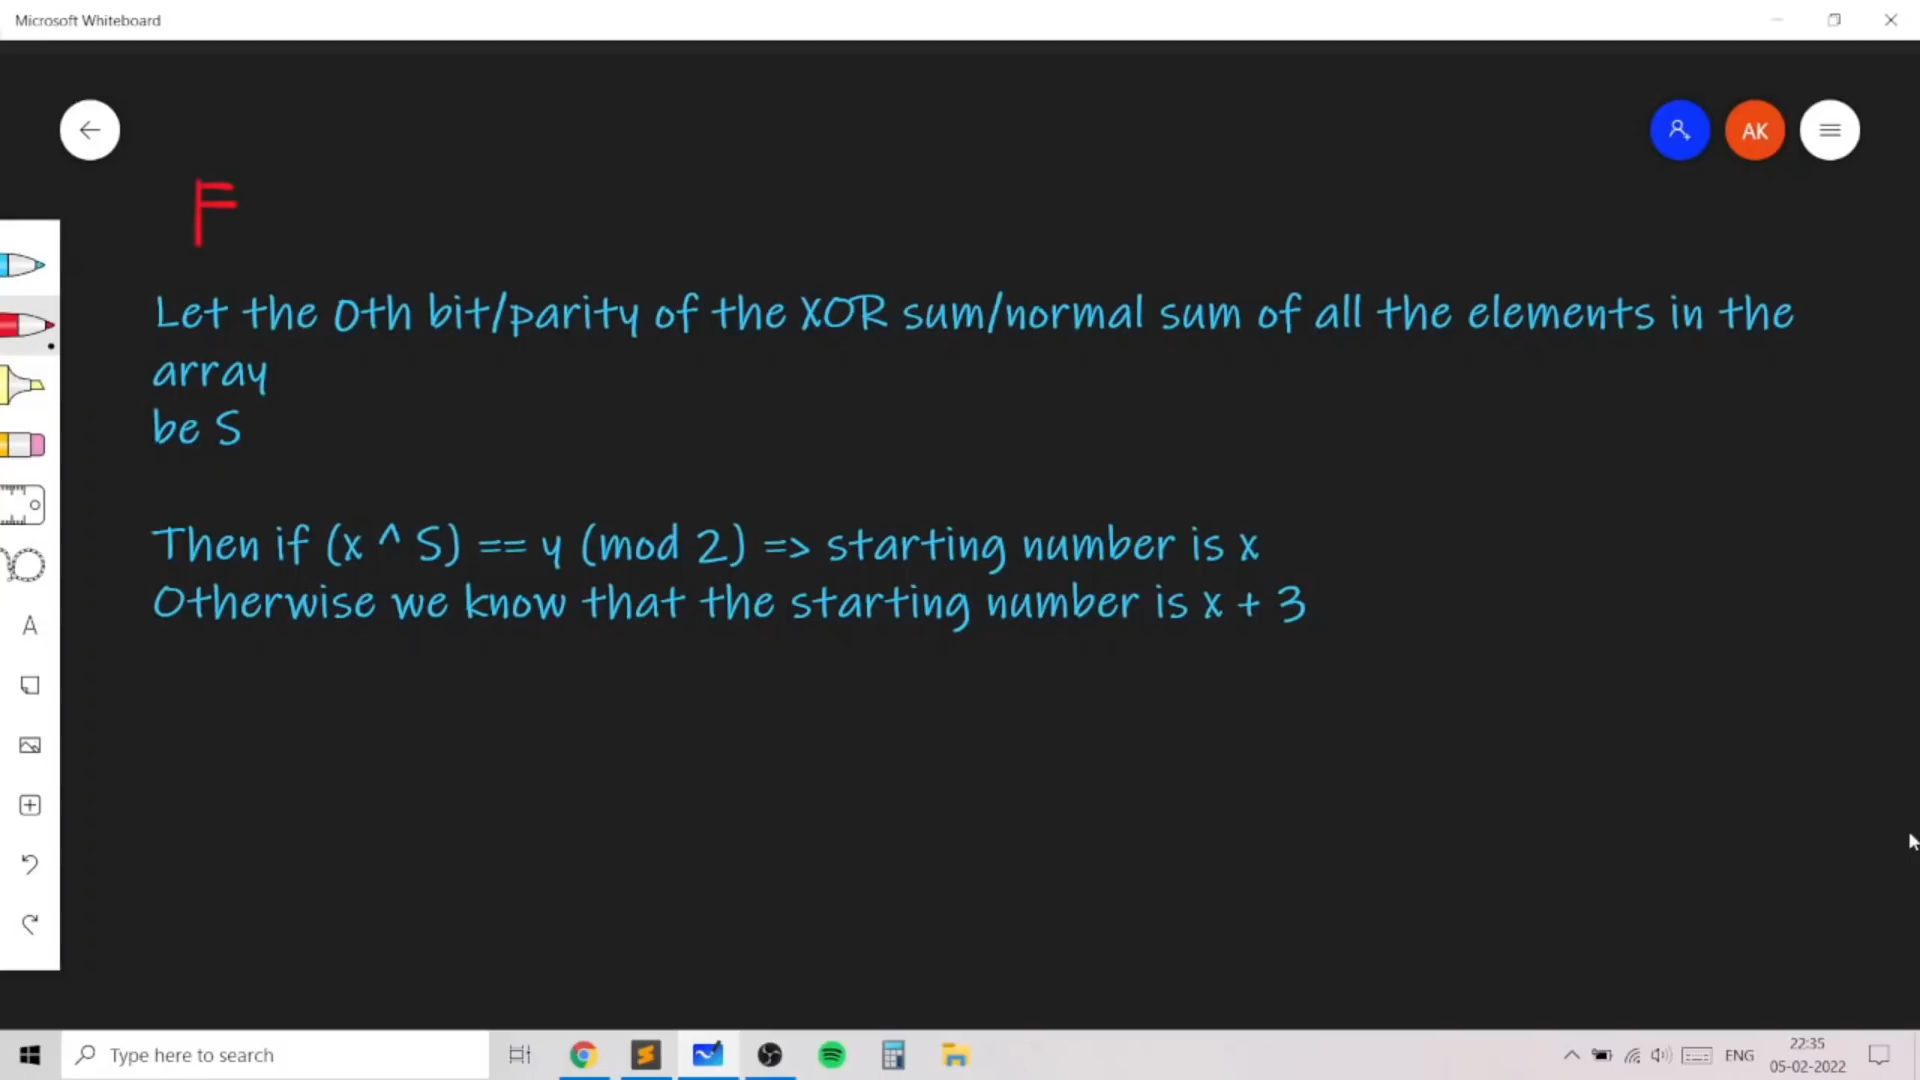 Microsoft Whiteboard
AK
F
Let the 0th bit/parity of the XOR sum/normal sum of all the elements in the
array
be S
Then if (x ^ S) == y (mod 2) => starting number is x
Otherwise we know that the starting number is x + 3
A
Type here to search
ENG
22:35
05-02-2022